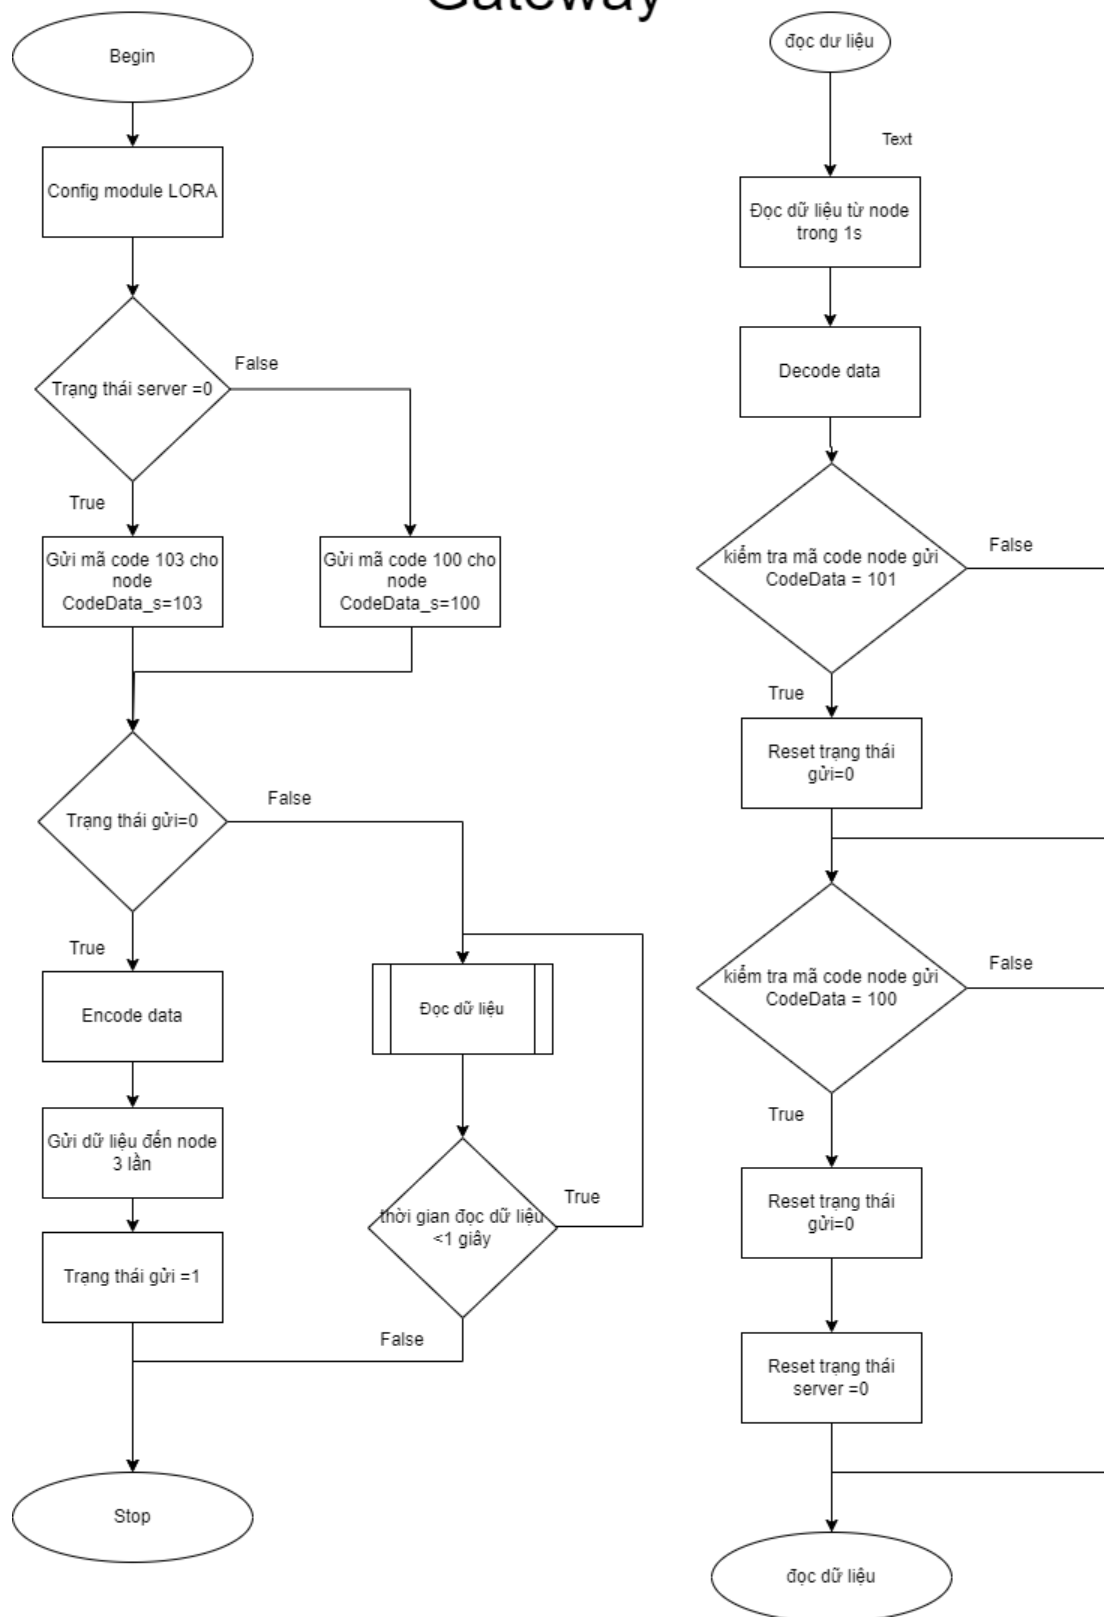 Gateway
Begin
Config module LORA
Trạng thái server =0
False
True
Gửi mã code 103 cho
node
CodeData_s=103
Gửi mã code 100 cho
node
CodeData_s=100
Trạng thái gửi=0
False
True
Encode data
Gửi dữ liệu đến node
3 lần
Trạng thái gửi =1
Đọc dữ liệu
thời gian đọc dữ liệu
<1 giây
True
False
Stop
đọc dư liệu
Text
Đọc dữ liệu từ node
trong 1s
Decode data
kiểm tra mã code node gửi
CodeData = 101
False
True
Reset trạng thái
gửi=0
kiểm tra mã code node gửi
CodeData = 100
False
True
Reset trạng thái
gửi=0
Reset trạng thái
server =0
đọc dữ liệu